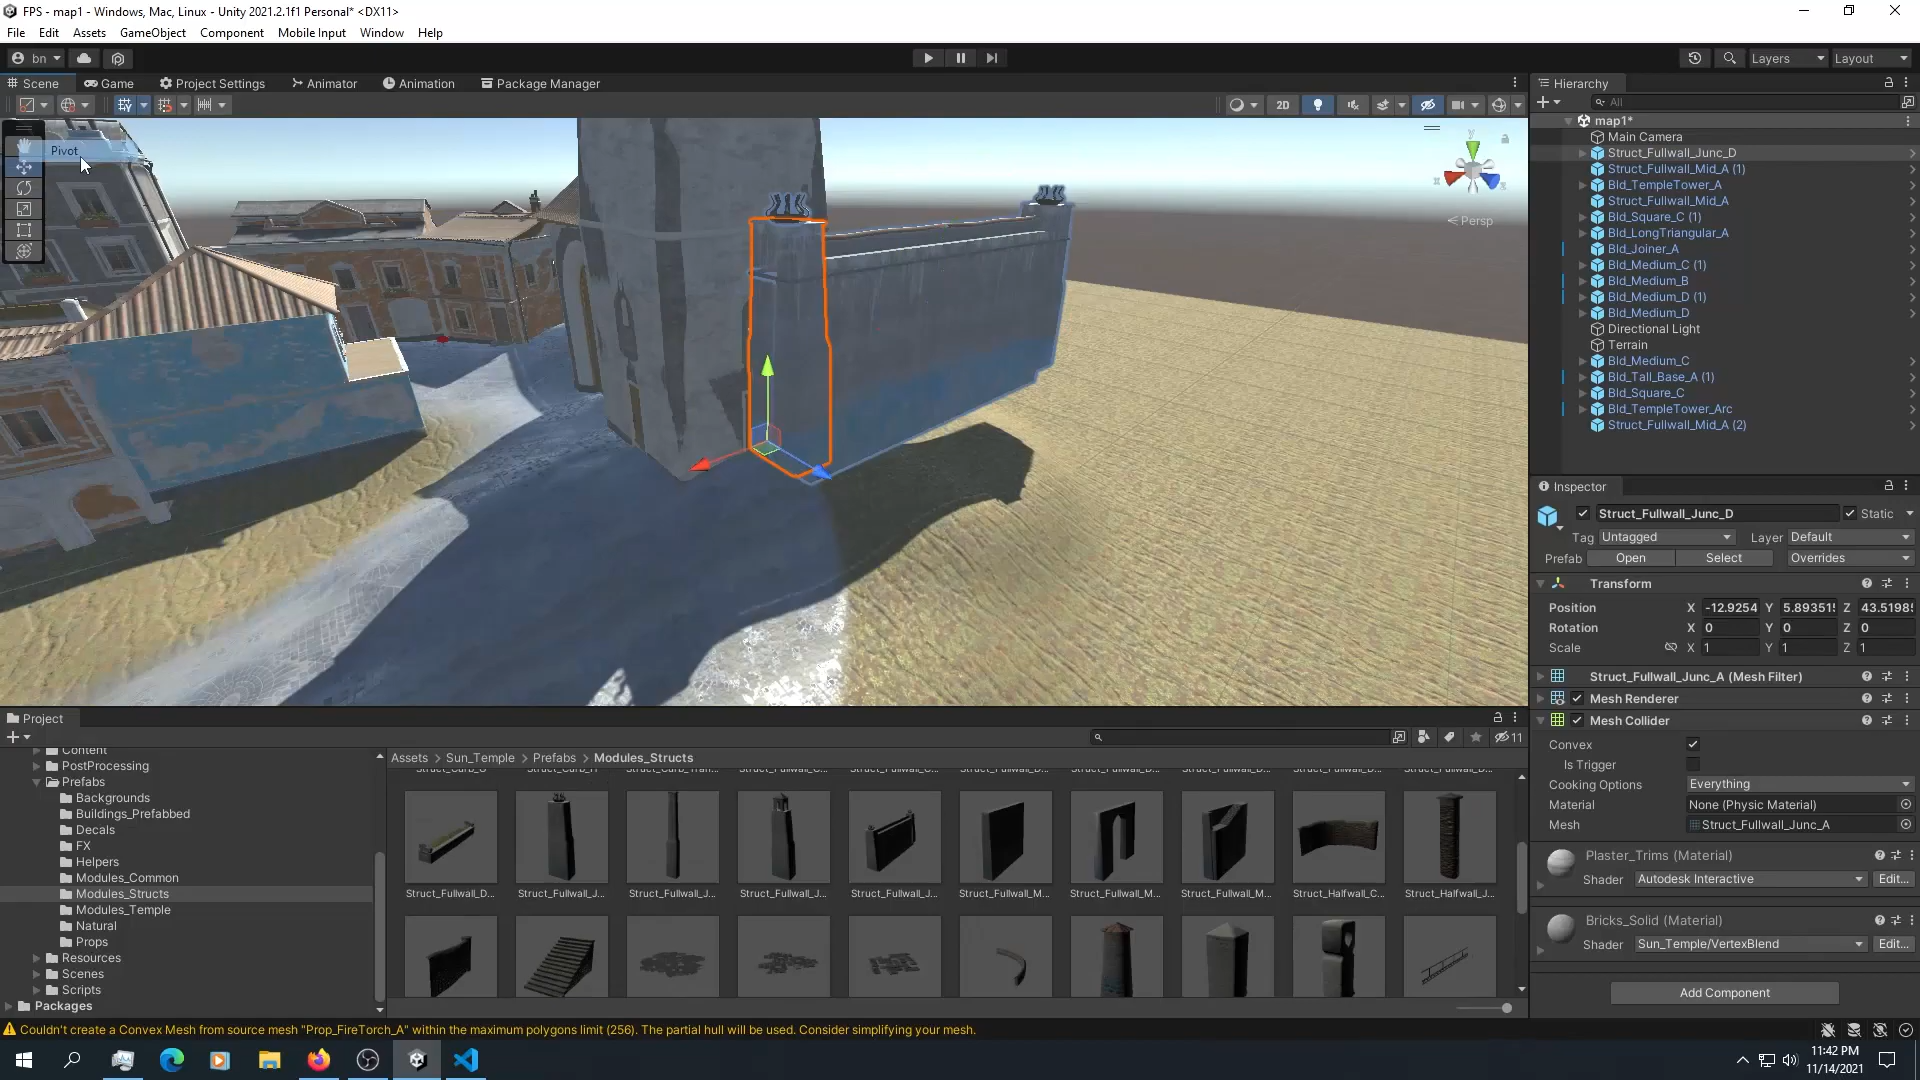 FPS - map1 - Windows, Mac, Linux - Unity 2021.2.1f1 Personal* <DX11>
File Edit Assets GameObject Component Mobile Input Window Help
bn
Layers Layout
Scene Game Project Settings Animator Animation Package Manager
2D
Pivot
y
x
z
Persp
Hierarchy
All
map1*
Main Camera
Struct_Fullwall_Junc_D
Struct_Fullwall_Mid_A (1)
Bld_TempleTower_A
Struct_Fullwall_Mid_A
Bld_Square_C (1)
Bld_LongTriangular_A
Bld_Joiner_A
Bld_Medium_C (1)
Bld_Medium_B
Bld_Medium_D (1)
Bld_Medium_D
Directional Light
Terrain
Bld_Medium_C
Bld_Tall_Base_A (1)
Bld_Square_C
Bld_TempleTower_Arc
Struct_Fullwall_Mid_A (2)
Inspector
Struct_Fullwall_Junc_D Static
Tag Untagged Layer Default
Prefab Open Select Overrides
Transform
Position X -12.9254 Y 5.89351 Z 43.5198
Rotation X 0 Y 0 Z 0
Scale X 1 Y 1 Z 1
Struct_Fullwall_Junc_A (Mesh Filter)
Mesh Renderer
Mesh Collider
Convex
Is Trigger
Cooking Options Everything
Material None (Physic Material)
Mesh Struct_Fullwall_Junc_A
Plaster_Trims (Material)
Shader Autodesk Interactive Edit...
Bricks_Solid (Material)
Shader Sun_Temple/VertexBlend Edit...
Add Component
Project
11
Content
PostProcessing
Prefabs
Backgrounds
Buildings_Prefabbed
Decals
FX
Helpers
Modules_Common
Modules_Structs
Modules_Temple
Natural
Props
Resources
Scenes
Scripts
Packages
Assets > Sun_Temple > Prefabs > Modules_Structs
Struct_Fullwall_D... Struct_Fullwall_J... Struct_Fullwall_J... Struct_Fullwall_J... Struct_Fullwall_J... Struct_Fullwall_M... Struct_Fullwall_M... Struct_Fullwall_M... Struct_Halfwall_C... Struct_Halfwall_J...
Couldn't create a Convex Mesh from source mesh "Prop_FireTorch_A" within the maximum polygons limit (256). The partial hull will be used. Consider simplifying your mesh.
11:42 PM
11/14/2021